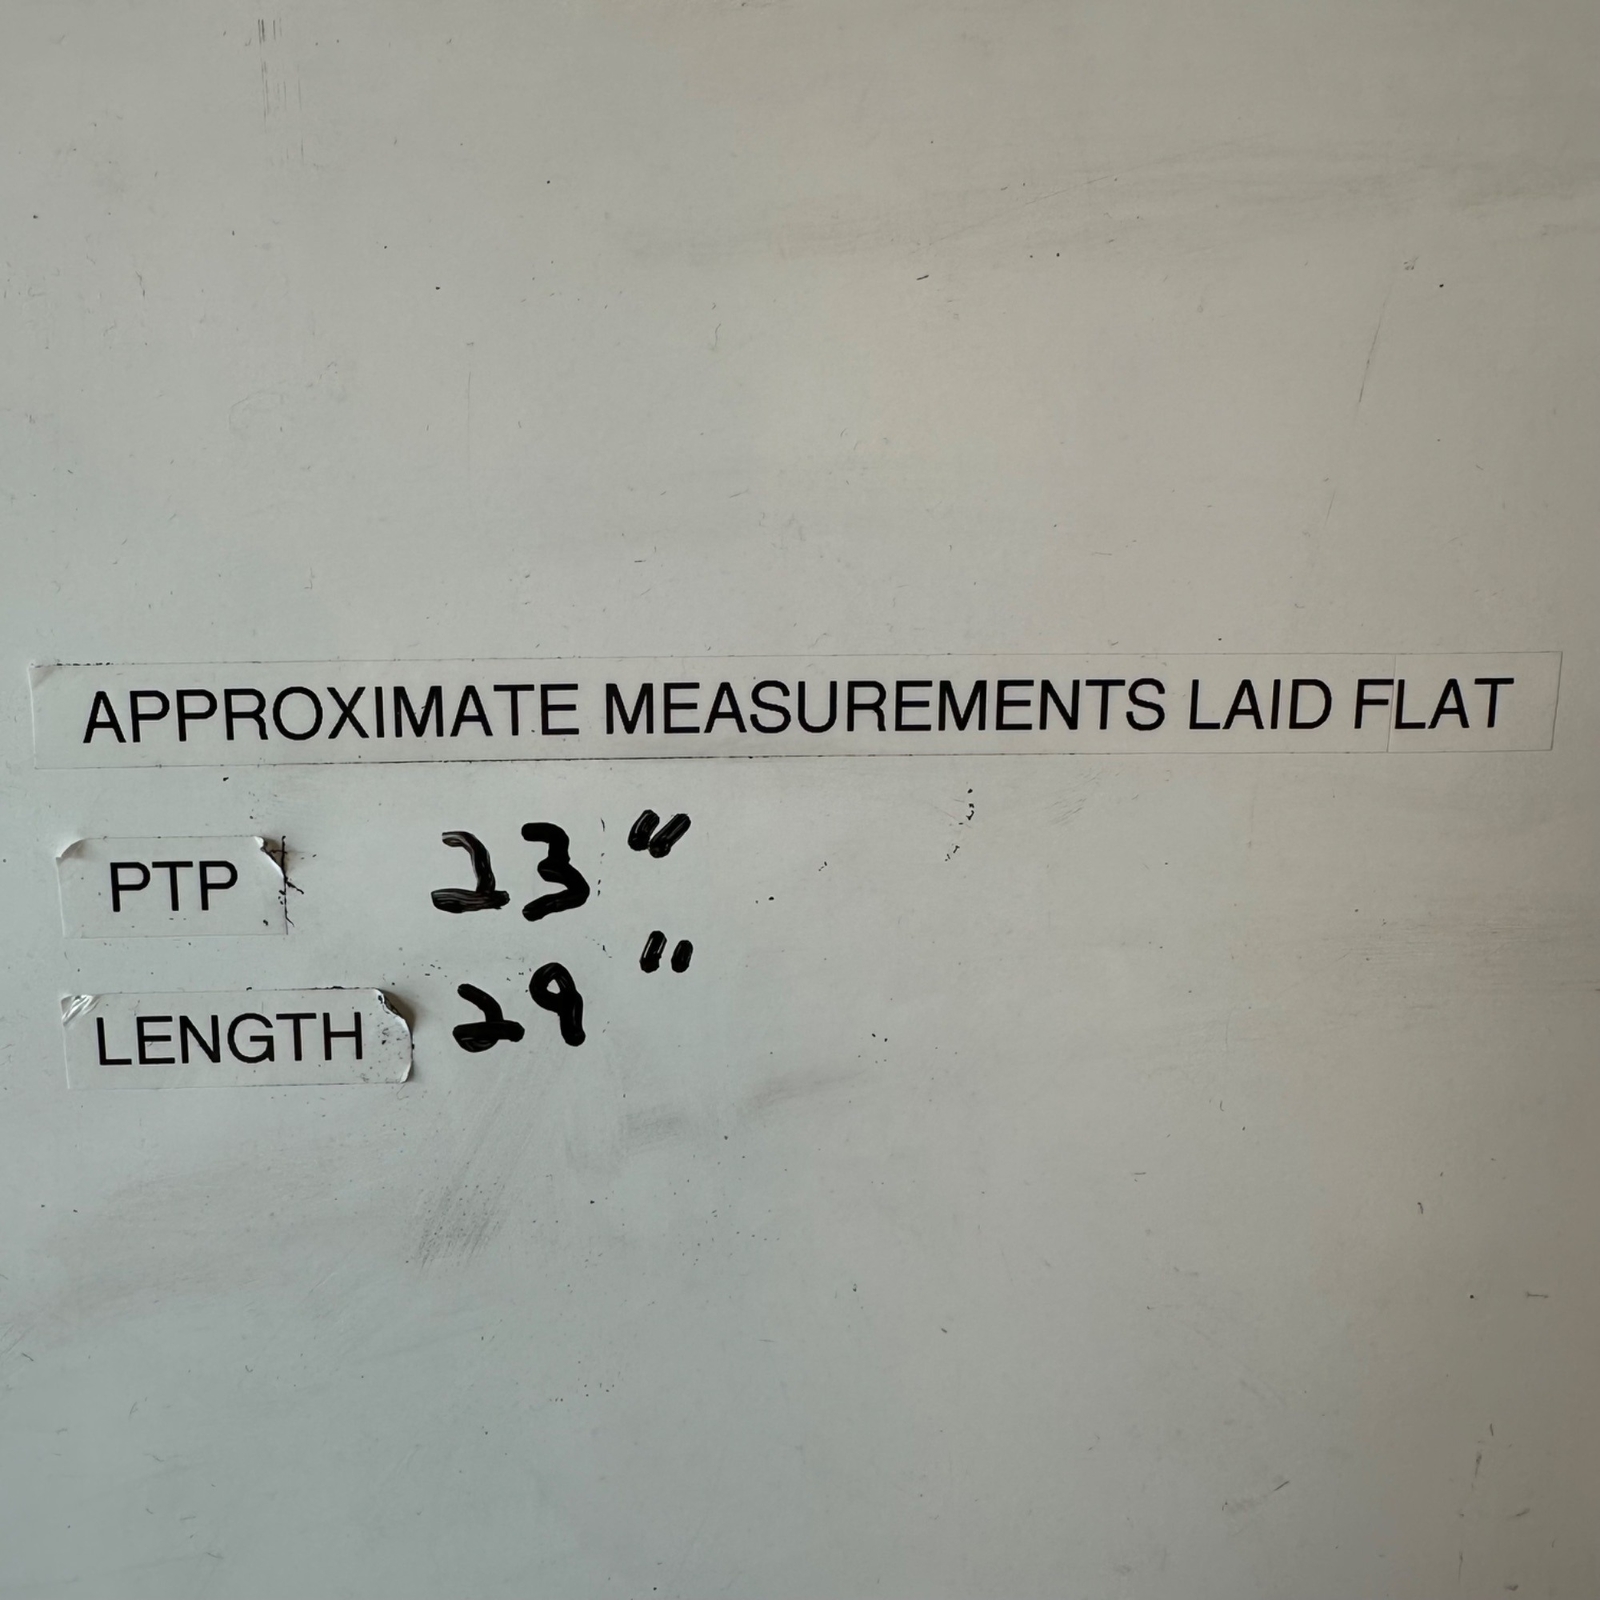 APPROXIMATE MEASUREMENTS LAID FLAT
PTP 23"
LENGTH 29"